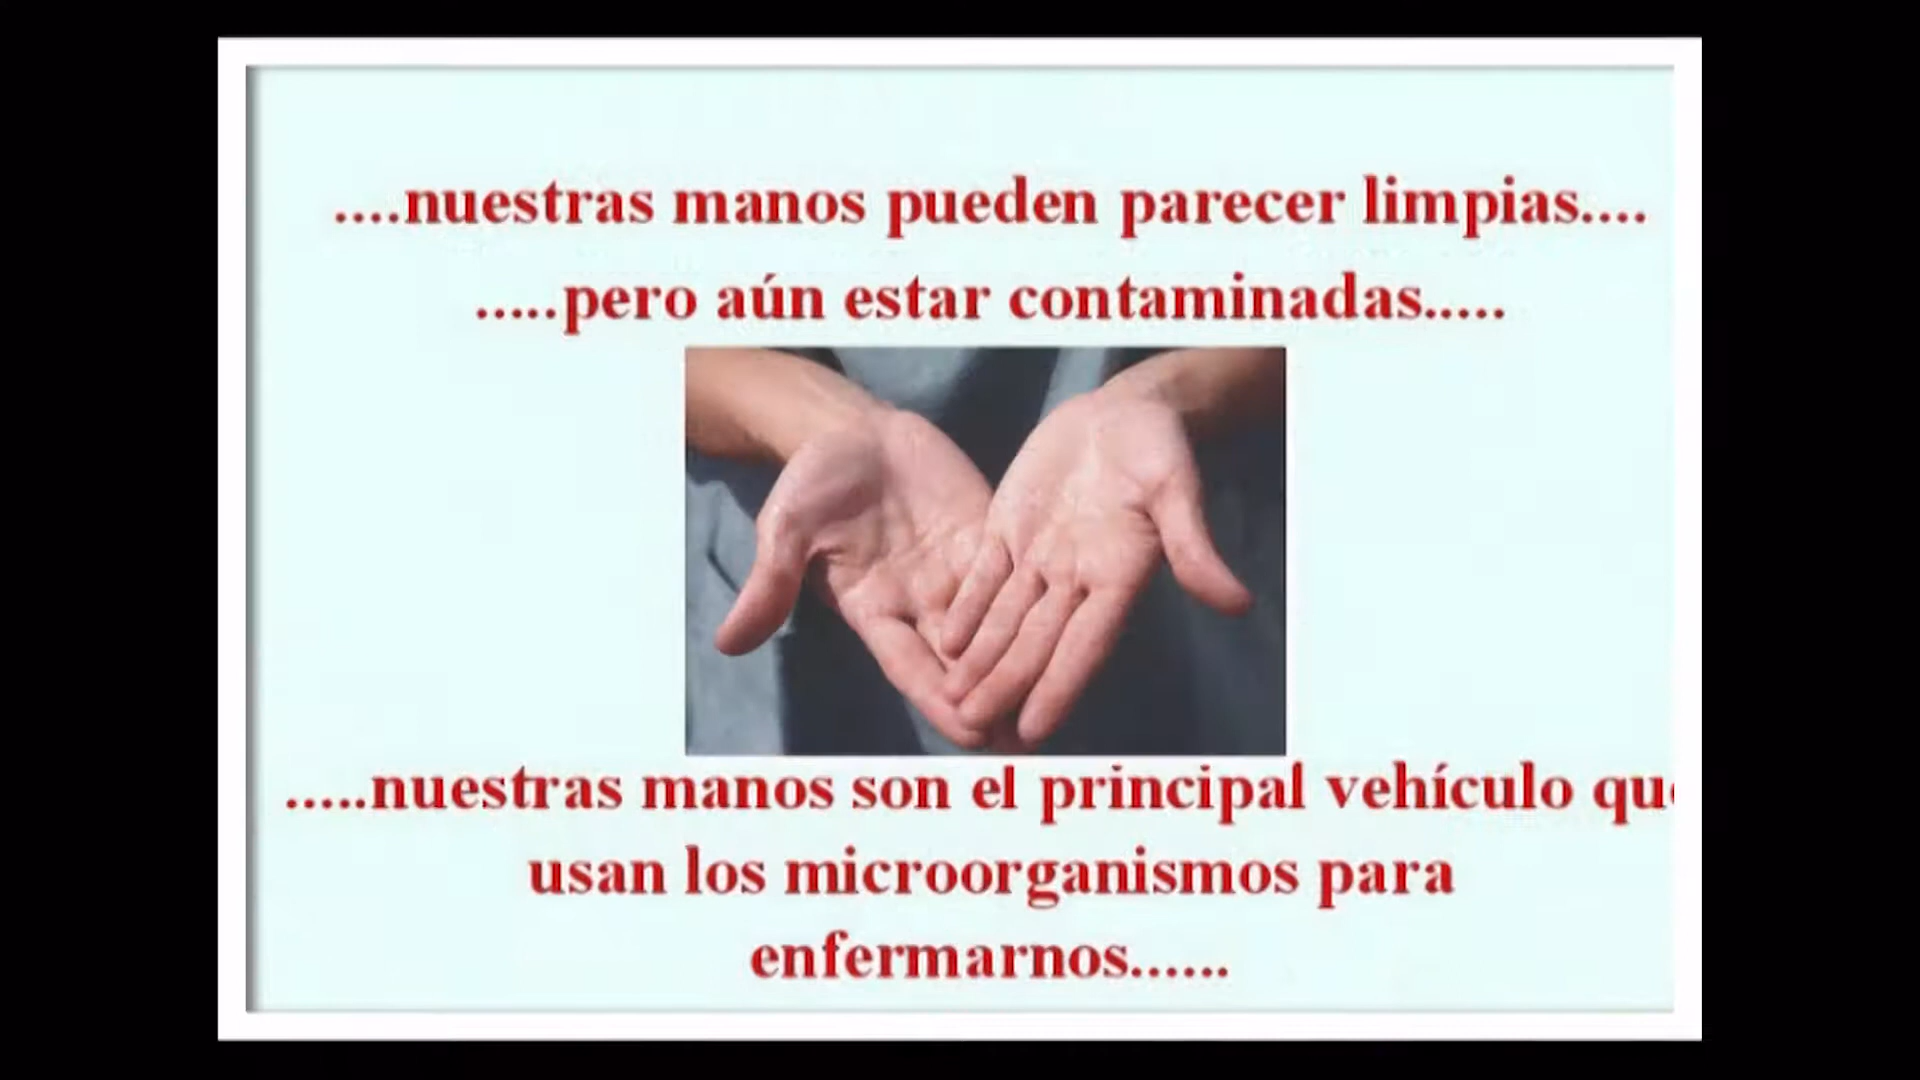 ....nuestras manos pueden parecer limpias....
.....pero aún estar contaminadas.....
.....nuestras manos son el principal vehículo que
usan los microorganismos para
enfermarnos......